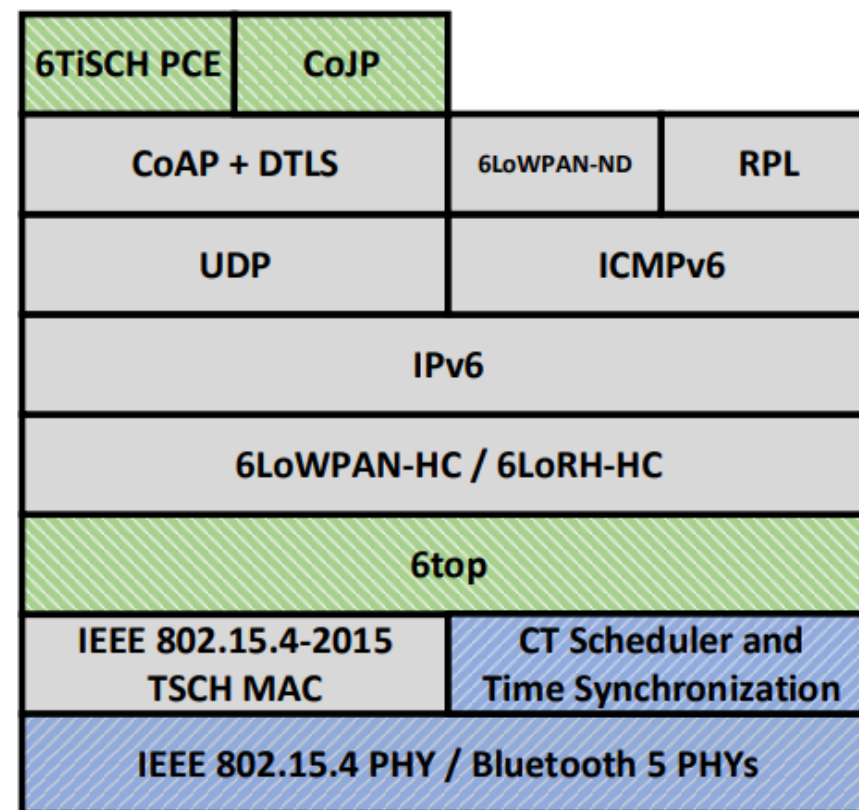 6TiSCH PCE
CoJP
CoAP + DTLS
6LoWPAN-ND
RPL
UDP
ICMPv6
IPv6
6LoWPAN-HC / 6LoRH-HC
6top
IEEE 802.15.4-2015
TSCH MAC
CT Scheduler and
Time Synchronization
IEEE 802.15.4 PHY / Bluetooth 5 PHYs